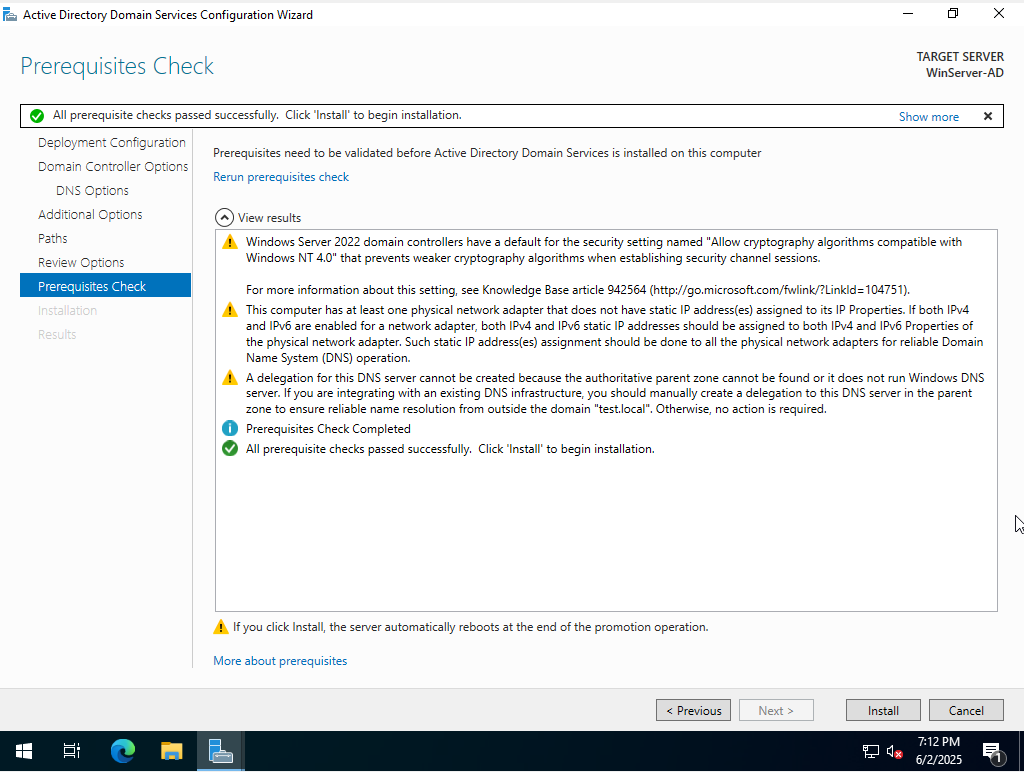 Active Directory Domain Services Configuration Wizard
Prerequisites Check
TARGET SERVER
WinServer-AD
All prerequisite checks passed successfully.  Click 'Install' to begin installation.
Show more
Deployment Configuration
Domain Controller Options
DNS Options
Additional Options
Paths
Review Options
Prerequisites Check
Installation
Results
Prerequisites need to be validated before Active Directory Domain Services is installed on this computer
Rerun prerequisites check
View results
Windows Server 2022 domain controllers have a default for the security setting named "Allow cryptography algorithms compatible with
Windows NT 4.0" that prevents weaker cryptography algorithms when establishing security channel sessions.
For more information about this setting, see Knowledge Base article 942564 (http://go.microsoft.com/fwlink/?LinkId=104751).
This computer has at least one physical network adapter that does not have static IP address(es) assigned to its IP Properties. If both IPv4
and IPv6 are enabled for a network adapter, both IPv4 and IPv6 static IP addresses should be assigned to both IPv4 and IPv6 Properties of
the physical network adapter. Such static IP address(es) assignment should be done to all the physical network adapters for reliable Domain
Name System (DNS) operation.
A delegation for this DNS server cannot be created because the authoritative parent zone cannot be found or it does not run Windows DNS
server. If you are integrating with an existing DNS infrastructure, you should manually create a delegation to this DNS server in the parent
zone to ensure reliable name resolution from outside the domain "test.local". Otherwise, no action is required.
Prerequisites Check Completed
All prerequisite checks passed successfully.  Click 'Install' to begin installation.
If you click Install, the server automatically reboots at the end of the promotion operation.
More about prerequisites
< Previous
Next >
Install
Cancel
7:12 PM
6/2/2025
1